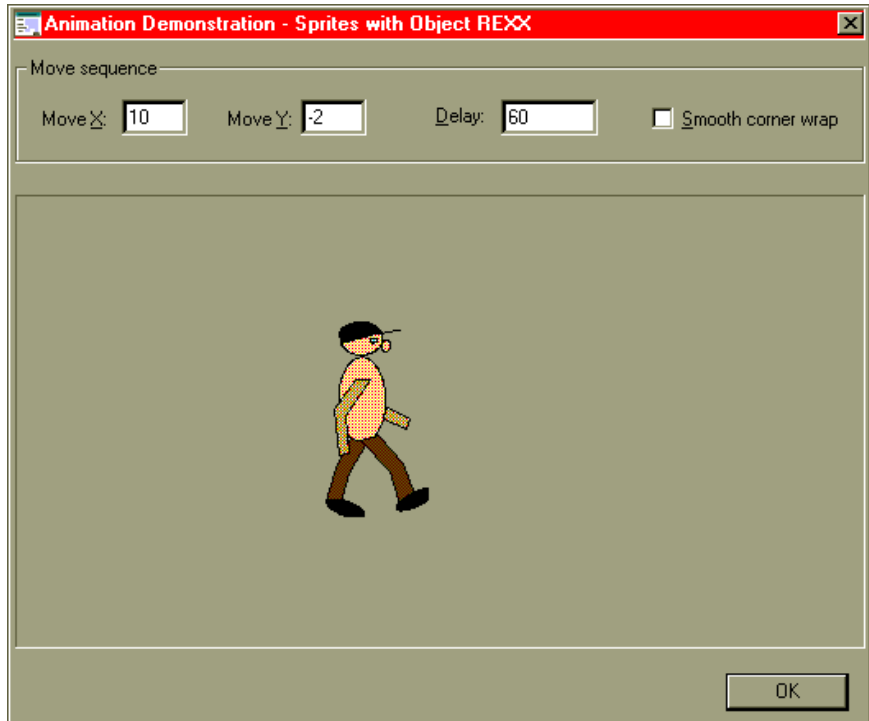 Animation Demonstration - Sprites with Object REXX
Move sequence
Move X: 10 Move Y: -2 Delay: 60 Smooth corner wrap
OK